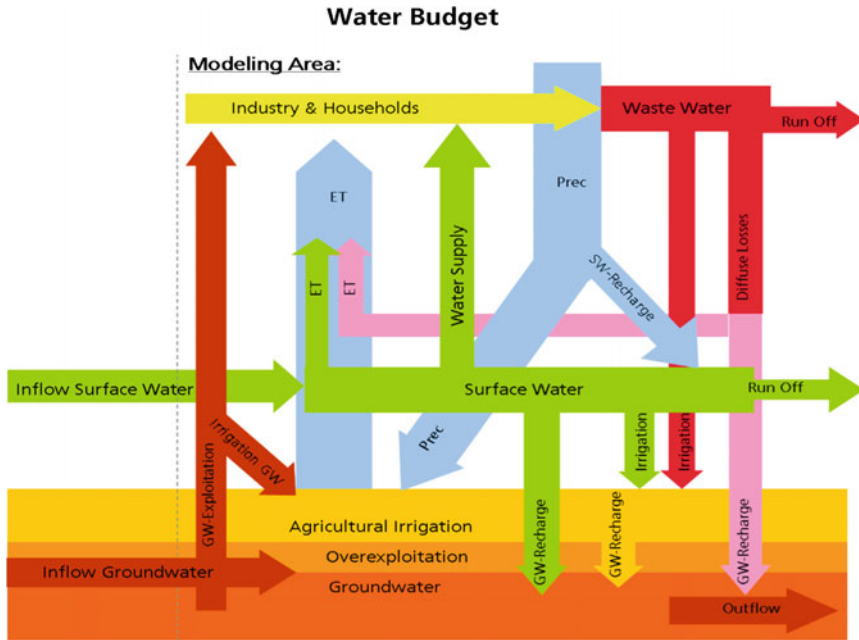 Water Budget
Modeling Area:
Industry & Households
Waste Water
Run Off
ET
Prec
Water Supply
SW-Recharge
Diffuse Losses
ET
ET
Inflow Surface Water
Surface Water
Run Off
Prec
Irrigation GW
Irrigation
Irrigation
GW-Exploitation
Agricultural Irrigation
GW-Recharge
GW-Recharge
GW-Recharge
Overexploitation
Inflow Groundwater
Groundwater
Outflow